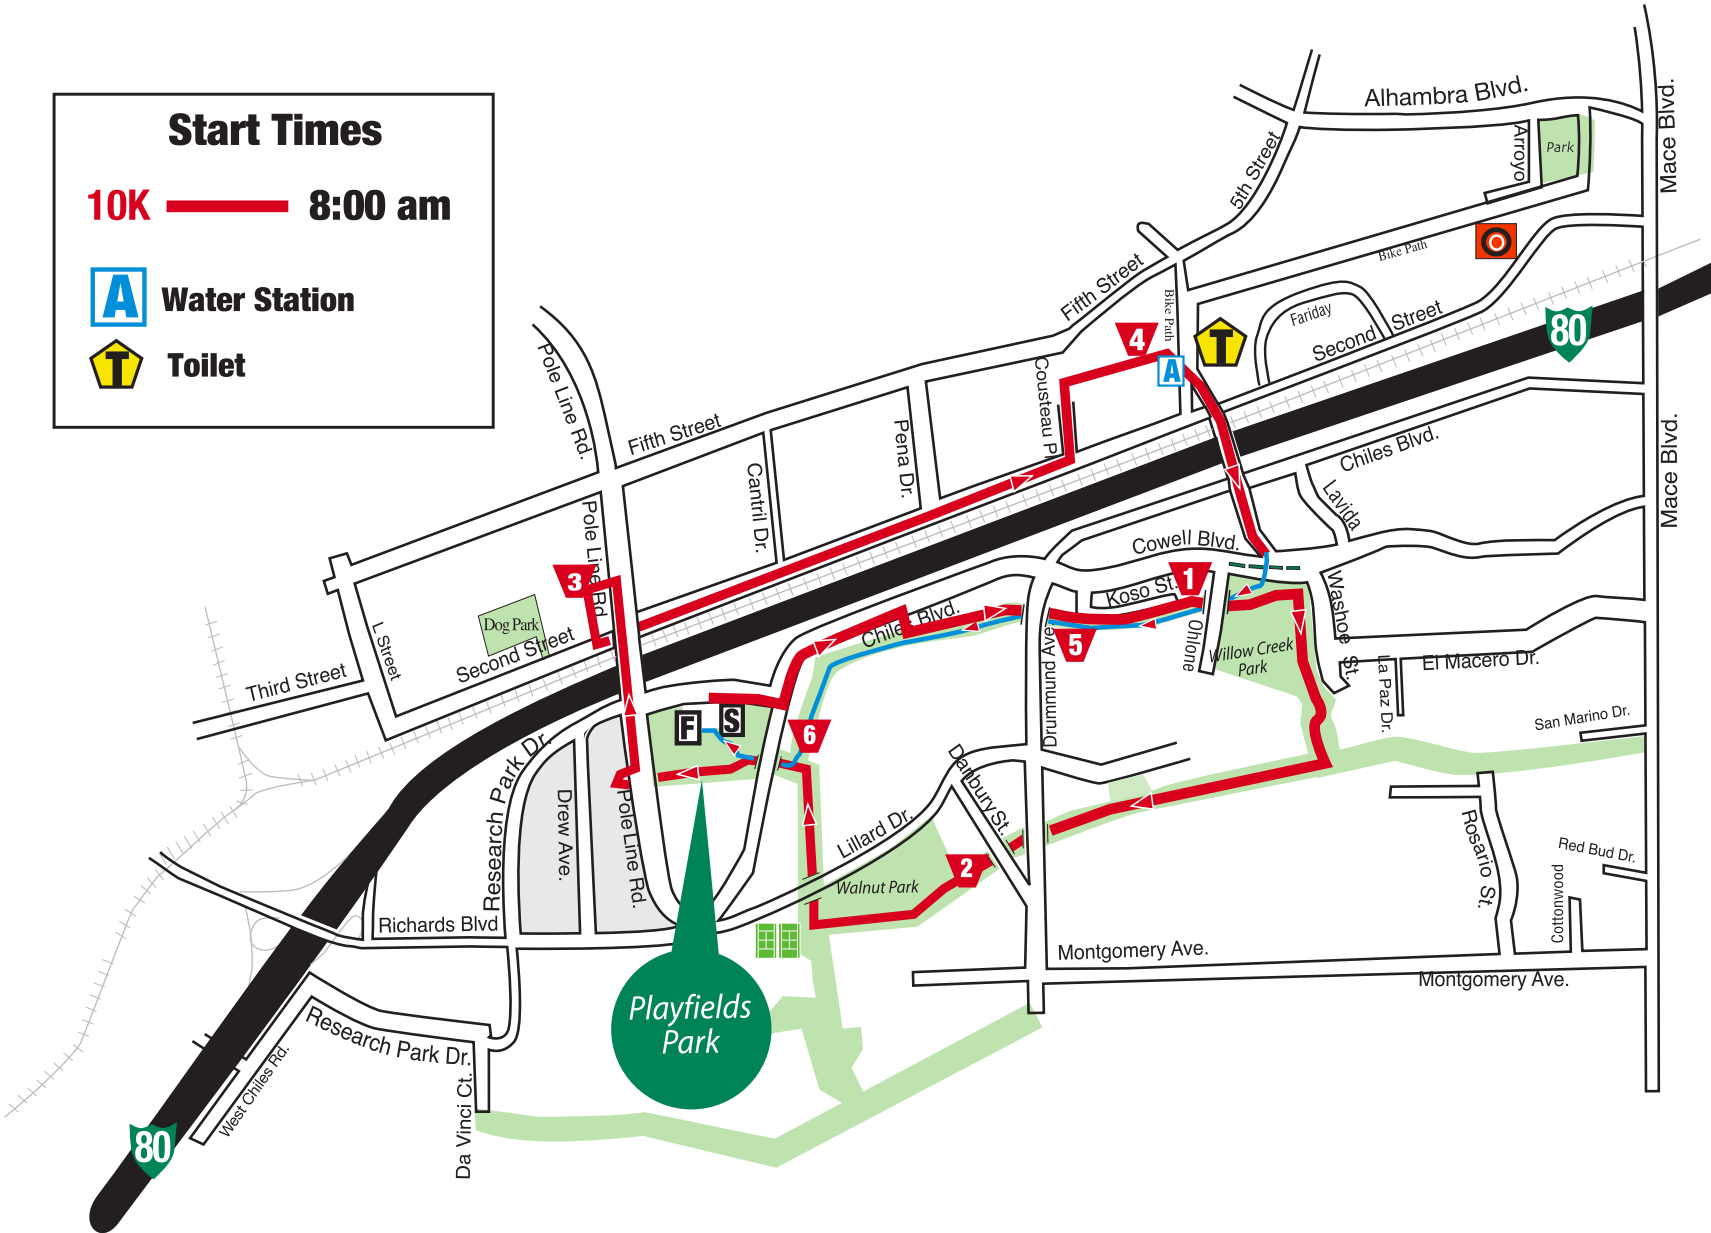 Start Times
10K
8:00 am
A
Water Station
T
Toilet
Alhambra Blvd.
Mace Blvd.
Arroyo
Park
5th Street
Bike Path
Fifth Street
Bike Path
Fariday
Second
Street
80
4
T
A
Cousteau Pl
Pole Line Rd.
Fifth Street
Pena Dr.
Cantril Dr.
Chiles Blvd.
Mace Blvd.
Lavida
Pole Line Rd
3
Cowell Blvd.
Koso St.
1
Dog Park
Second Street
L Street
Third Street
Chiles Blvd.
5
Ohlone
Willow Creek
Park
Washoe St.
El Macero Dr.
La Paz Dr.
San Marino Dr.
Drummund Ave
F
S
6
Research Park Dr.
Drew Ave.
Pole Line Rd.
Danbury St.
Lillard Dr.
Walnut Park
2
Rosario St.
Red Bud Dr.
Cottonwood
Richards Blvd
Montgomery Ave.
Montgomery Ave.
Playfields
Park
Research Park Dr.
West Chiles Rd.
Da Vinci Ct.
80